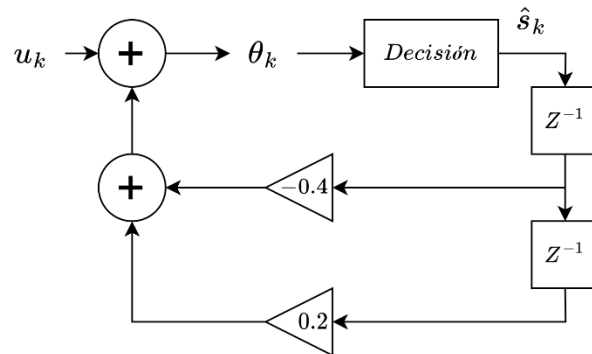 ŝ_k
u_k + θ_k Decisión
Z^{-1}
+ −0.4
Z^{-1}
0.2